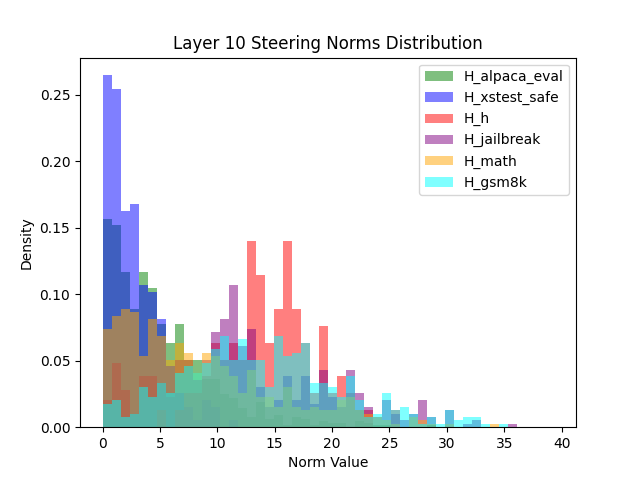 Layer 10 Steering Norms Distribution
H_alpaca_eval
H_xstest_safe
H_h
H_jailbreak
H_math
H_gsm8k
Density
0.25
0.20
0.15
0.10
0.05
0.00
0 5 10 15 20 25 30 35 40
Norm Value